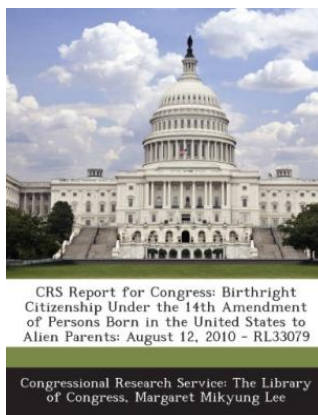 CRS Report for Congress: Birthright
Citizenship Under the 14th Amendment
of Persons Born in the United States to
Alien Parents: August 12, 2010 - RL33079
Congressional Research Service: The Library
of Congress, Margaret Mikyung Lee